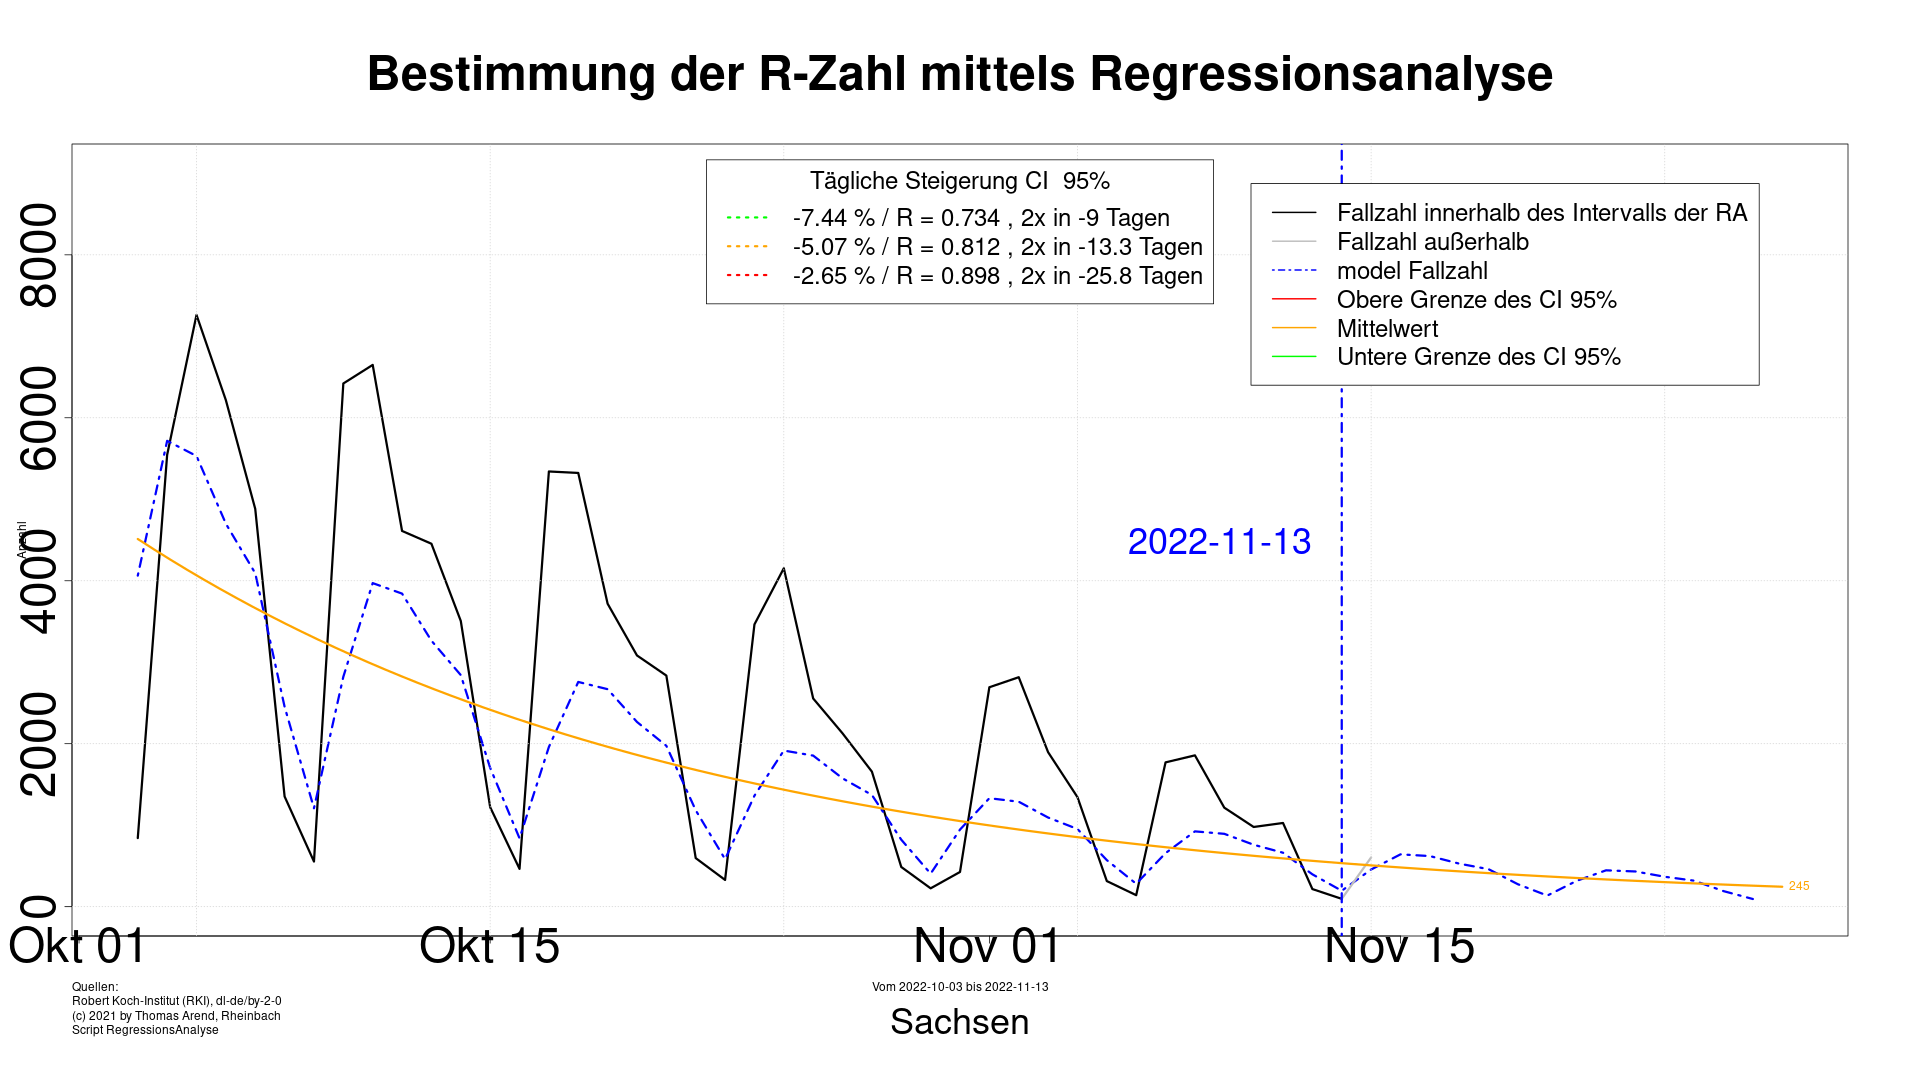 Bestimmung der R-Zahl mittels Regressionsanalyse
Tägliche Steigerung CI  95%
-7.44 % / R = 0.734 , 2x in -9 Tagen
-5.07 % / R = 0.812 , 2x in -13.3 Tagen
-2.65 % / R = 0.898 , 2x in -25.8 Tagen
Fallzahl innerhalb des Intervalls der RA
Fallzahl außerhalb
model Fallzahl
Obere Grenze des CI 95%
Mittelwert
Untere Grenze des CI 95%
8000
6000
4000
2000
0
Anzahl
2022-11-13
245
Okt 01
Okt 15
Nov 01
Nov 15
Quellen:
Robert Koch-Institut (RKI), dl-de/by-2-0
(c) 2021 by Thomas Arend, Rheinbach
Script RegressionsAnalyse
Vom 2022-10-03 bis 2022-11-13
Sachsen